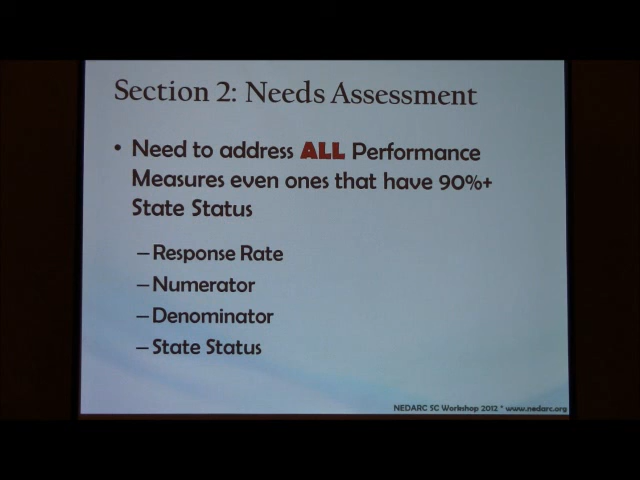 Section 2: Needs Assessment
• Need to address ALL Performance
Measures even ones that have 90%+
State Status
– Response Rate
– Numerator
– Denominator
– State Status
NEDARC SC Workshop 2012 * www.nedarc.org